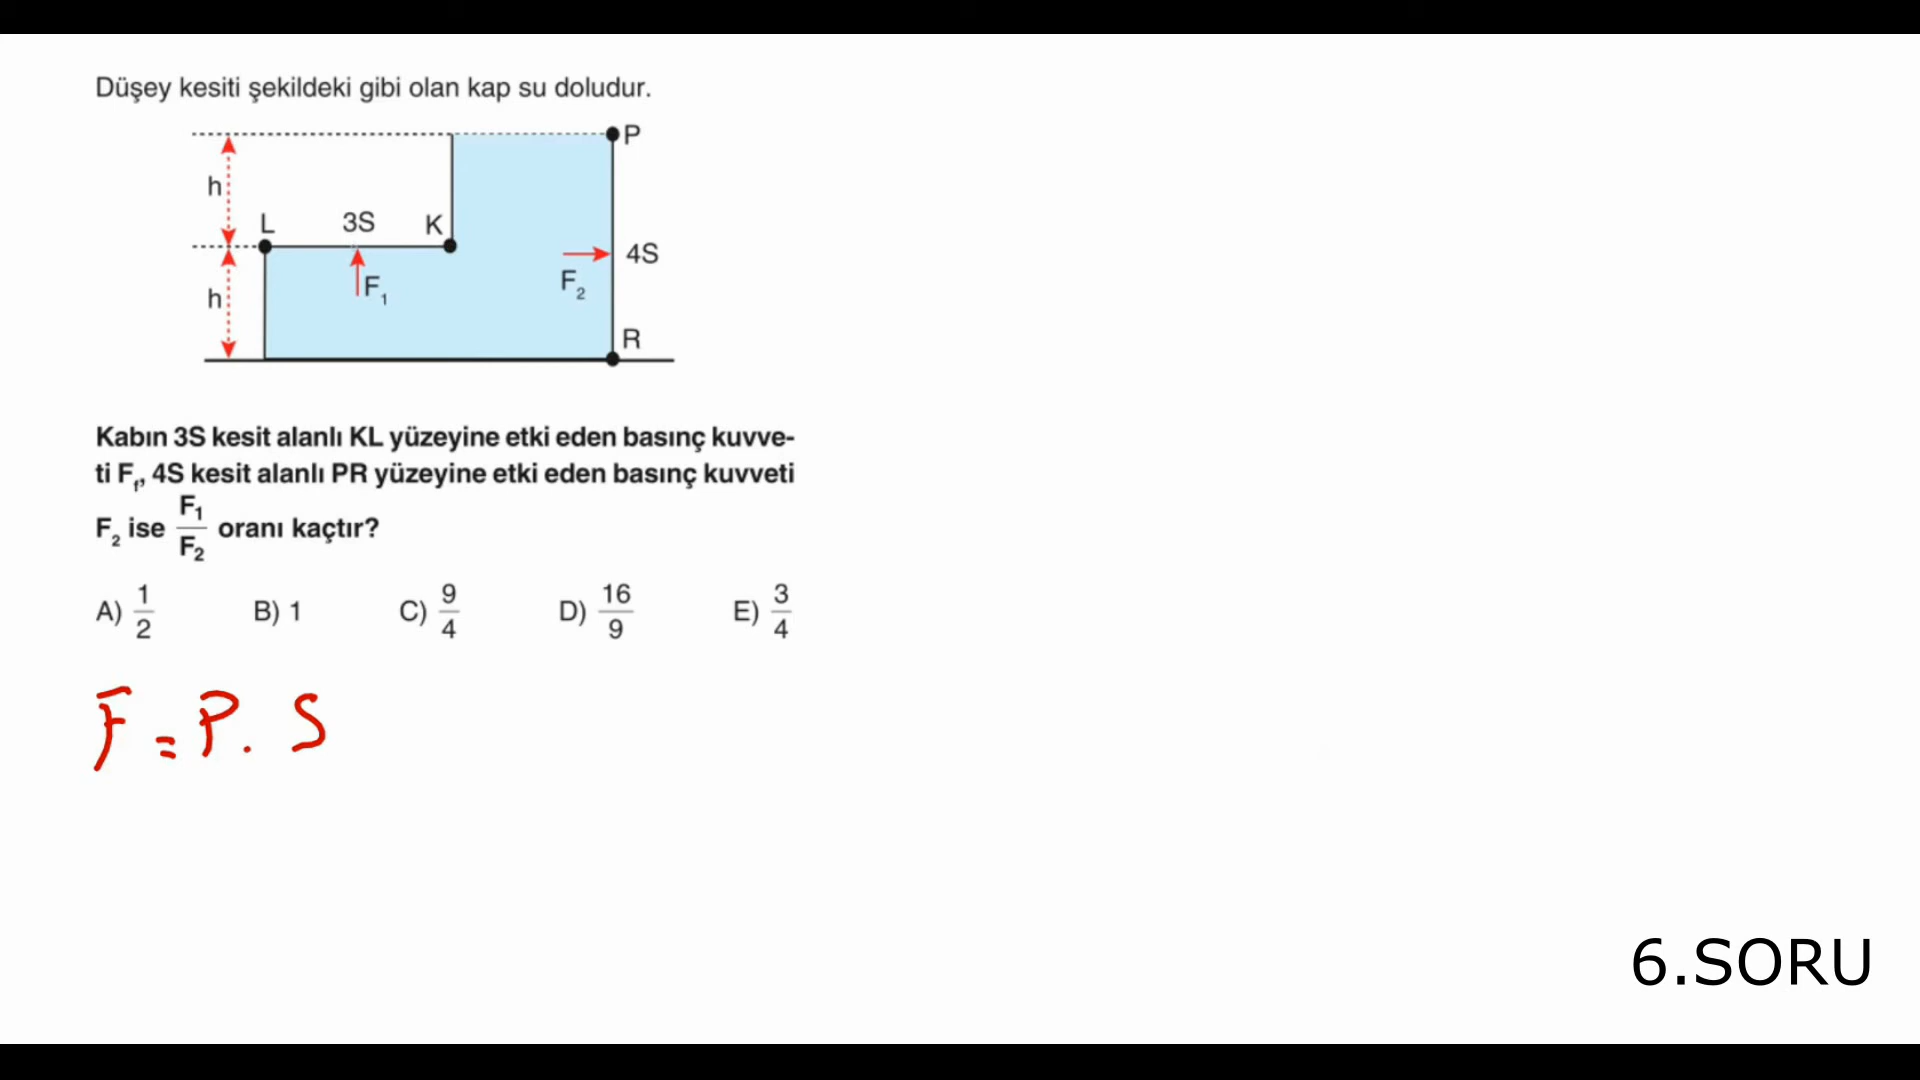 Düşey kesiti şekildeki gibi olan kap su doludur.
P
h
L 3S K
4S
F₁
F₂
h
R
Kabın 3S kesit alanlı KL yüzeyine etki eden basınç kuvve-
ti F₁, 4S kesit alanlı PR yüzeyine etki eden basınç kuvveti
F₂ ise F₁/F₂ oranı kaçtır?
A) 1/2 B) 1 C) 9/4 D) 16/9 E) 3/4
F = P . S
6.SORU